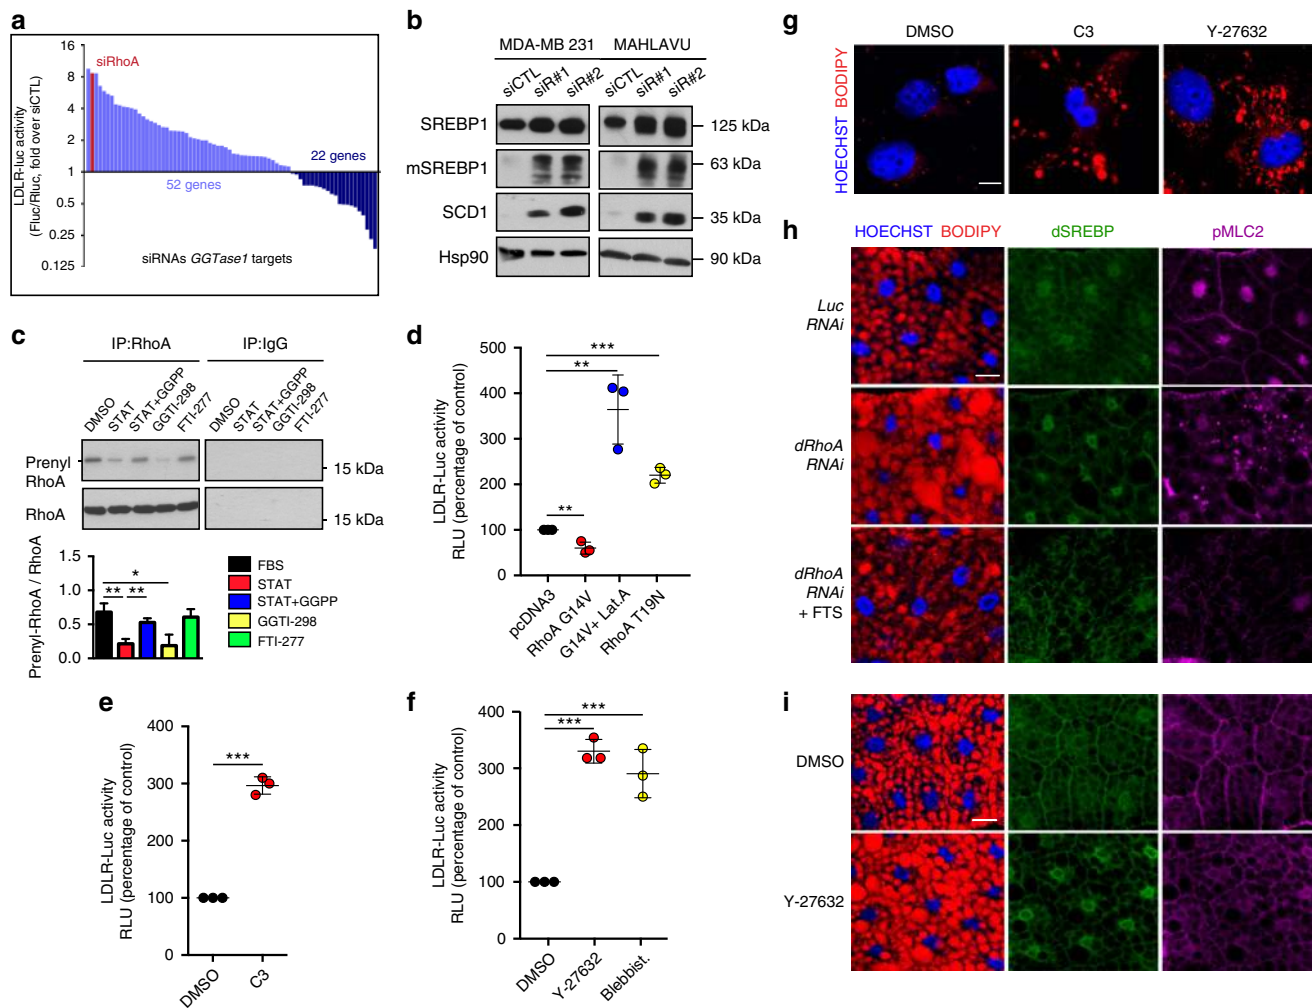 a
LDLR-luc activity
(Fluc/Rluc, fold over siCTL)
16
8
4
2
1
0.5
0.25
0.125
siRhoA
52 genes
22 genes
siRNAs GGTase1 targets
b
MDA-MB 231
MAHLAVU
siCTL
siR#1
siR#2
siCTL
siR#1
siR#2
SREBP1
125 kDa
mSREBP1
63 kDa
SCD1
35 kDa
Hsp90
90 kDa
c
IP:RhoA
IP:IgG
DMSO
STAT
STAT+GGPP
GGTI-298
FTI-277
DMSO
STAT
STAT+GGPP
GGTI-298
FTI-277
Prenyl
RhoA
15 kDa
RhoA
15 kDa
Prenyl-RhoA / RhoA
1.5
1.0
0.5
0.0
*
** **
FBS
STAT
STAT+GGPP
GGTI-298
FTI-277
d
LDLR-Luc activity
RLU (percentage of control)
500
400
300
200
100
0
***
**
**
pcDNA3
RhoA G14V
G14V+ Lat.A
RhoA T19N
e
LDLR-Luc activity
RLU (percentage of control)
400
300
200
100
0
***
DMSO
C3
f
LDLR-Luc activity
RLU (percentage of control)
400
300
200
100
0
***
***
DMSO
Y-27632
Blebbist.
g
DMSO
C3
Y-27632
HOECHST BODIPY
h
HOECHST BODIPY
dSREBP
pMLC2
Luc
RNAi
dRhoA
RNAi
dRhoA
RNAi
+ FTS
i
DMSO
Y-27632